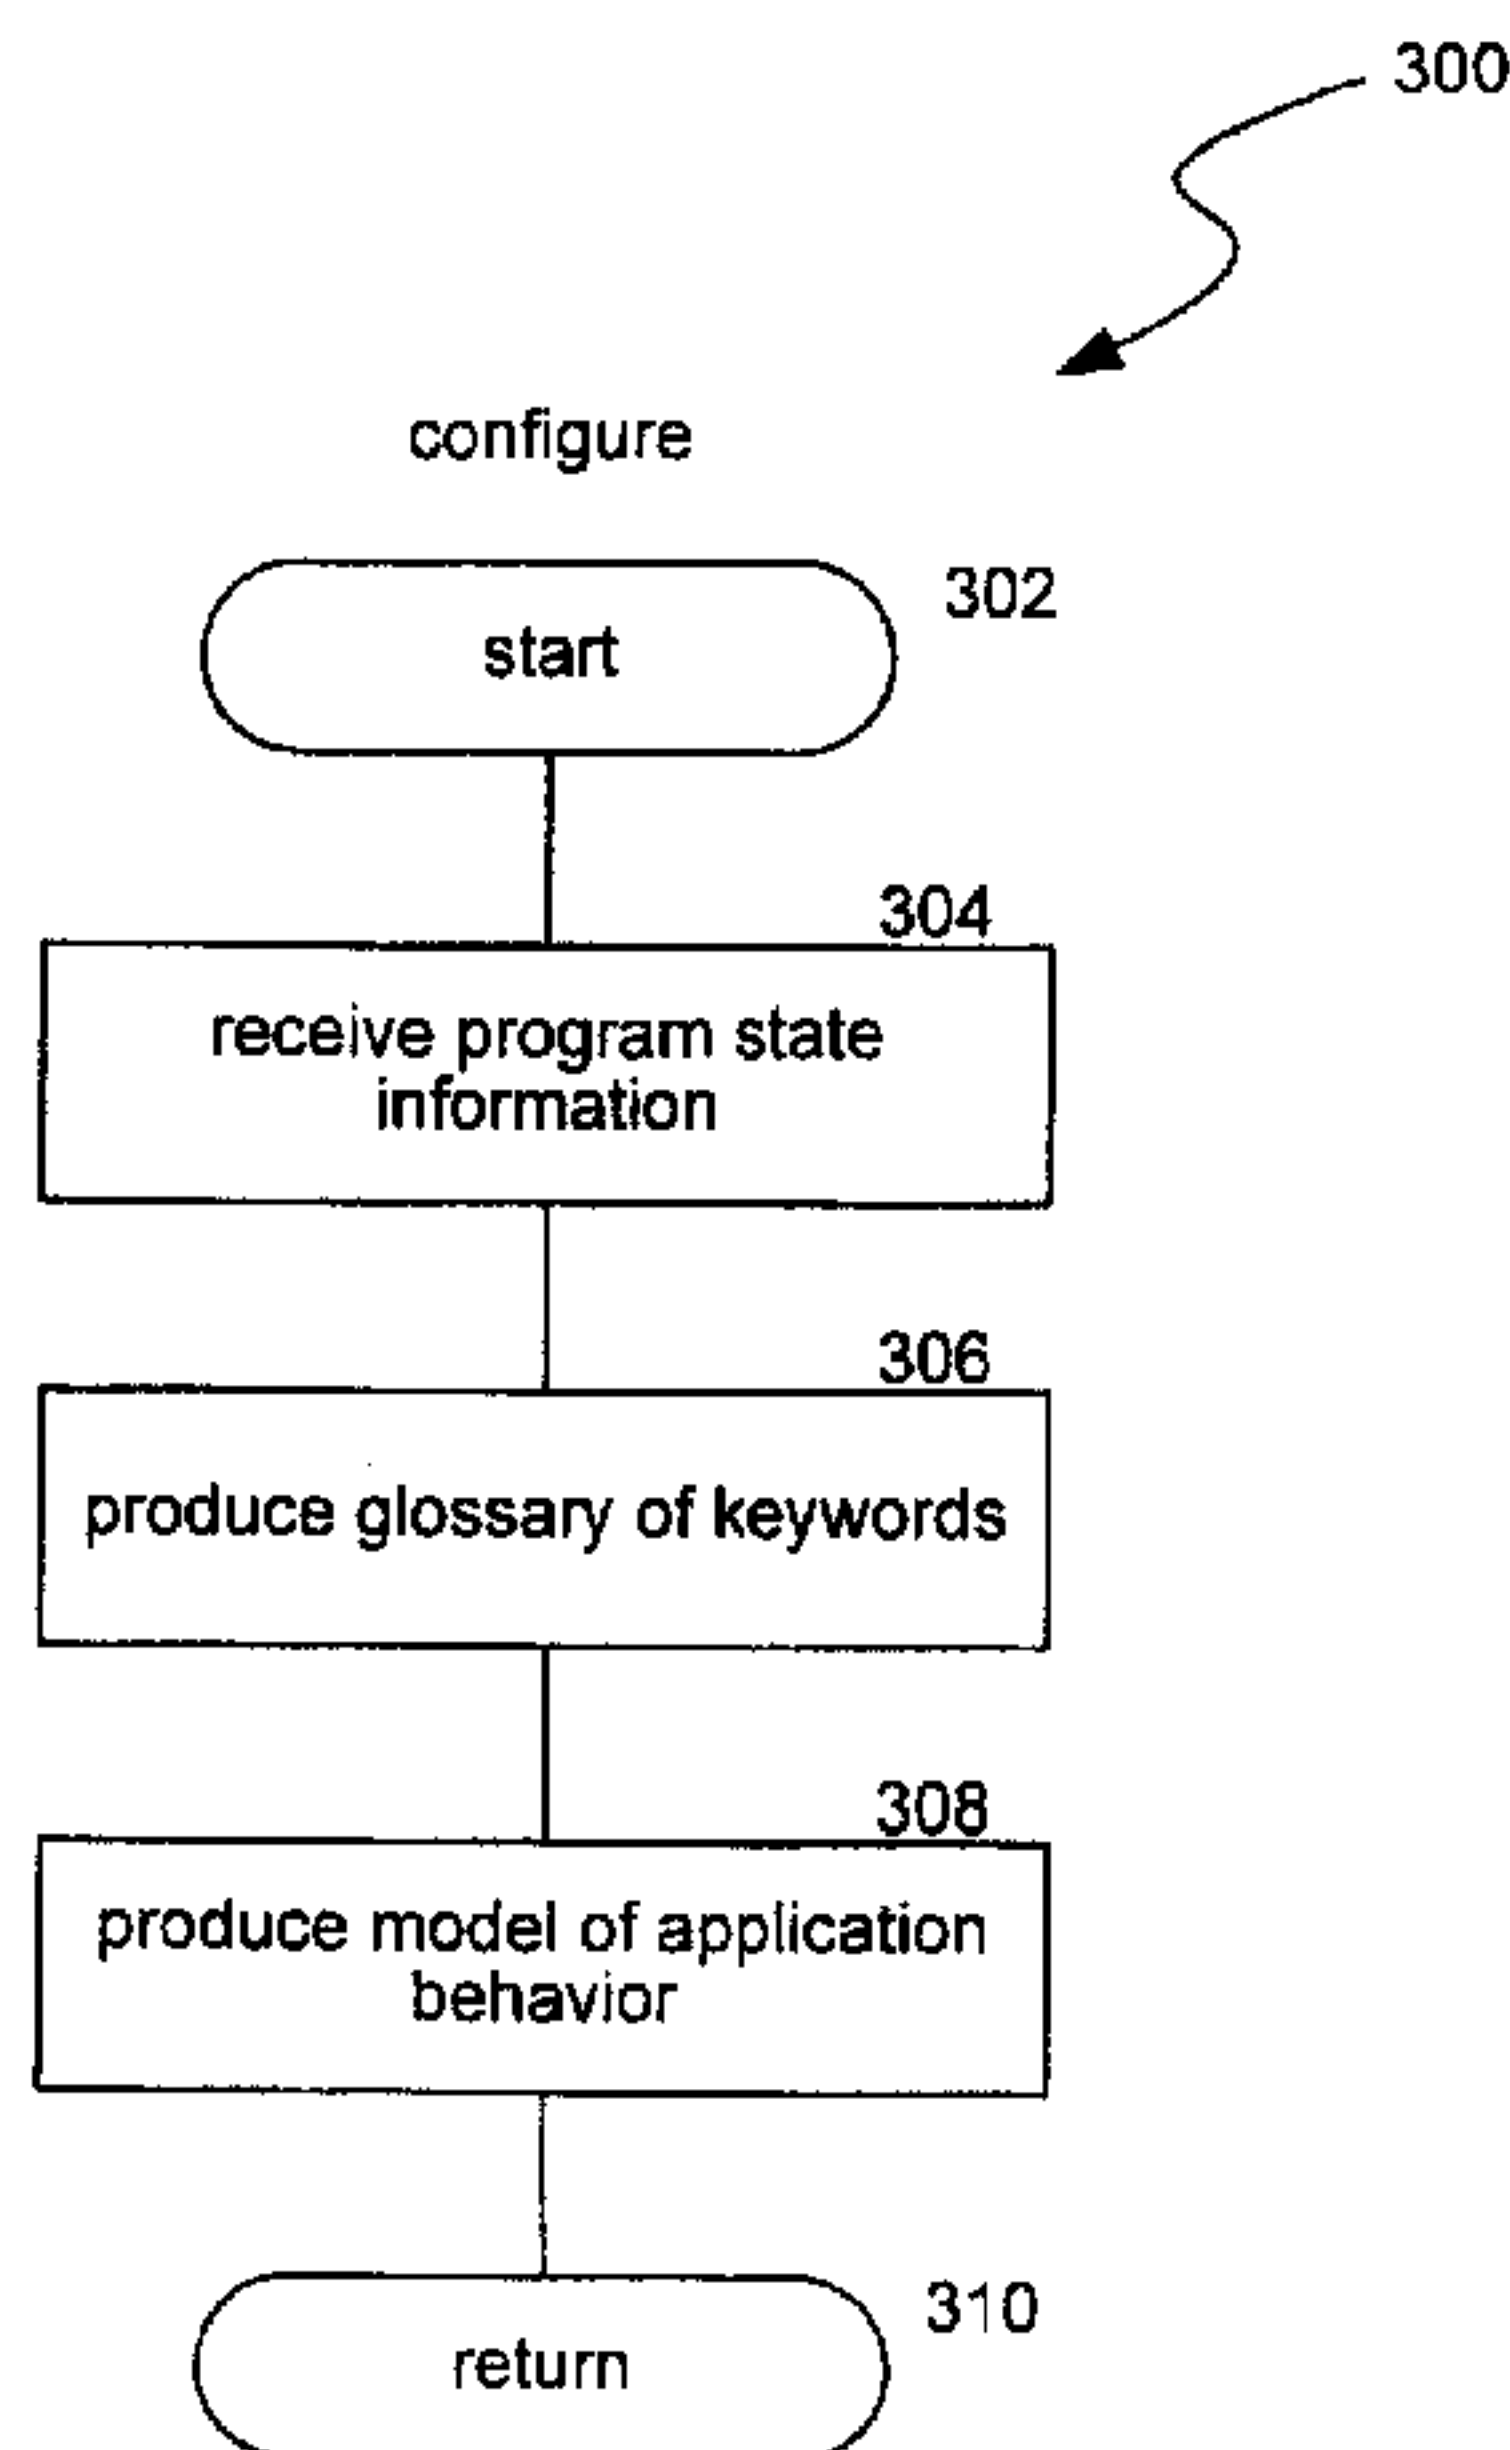 300
configure
start
302
304
receive program state
information
306
produce glossary of keywords
308
produce model of application
behavior
310
return